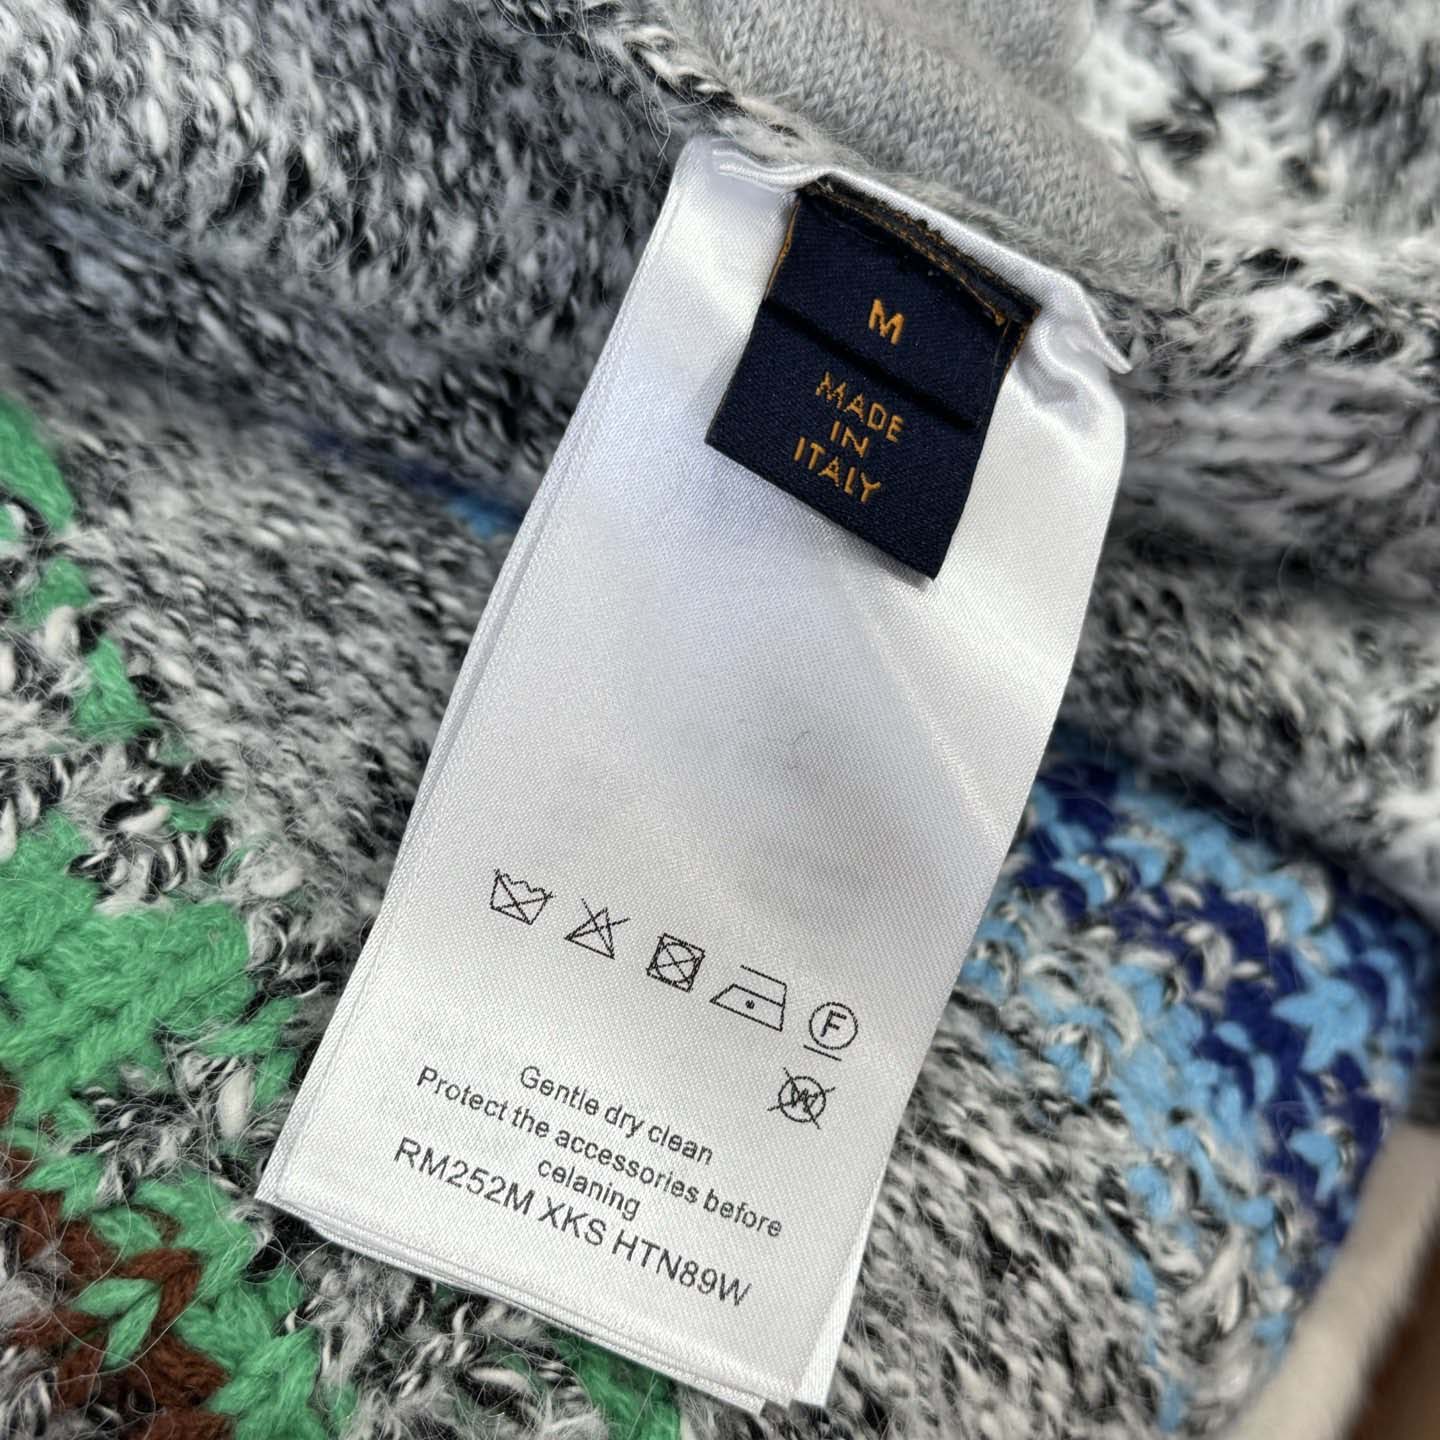 M
MADE
IN
ITALY
F
W
Gentle dry clean
Protect the accessories before
celaning
RM252M XKS HTN89W